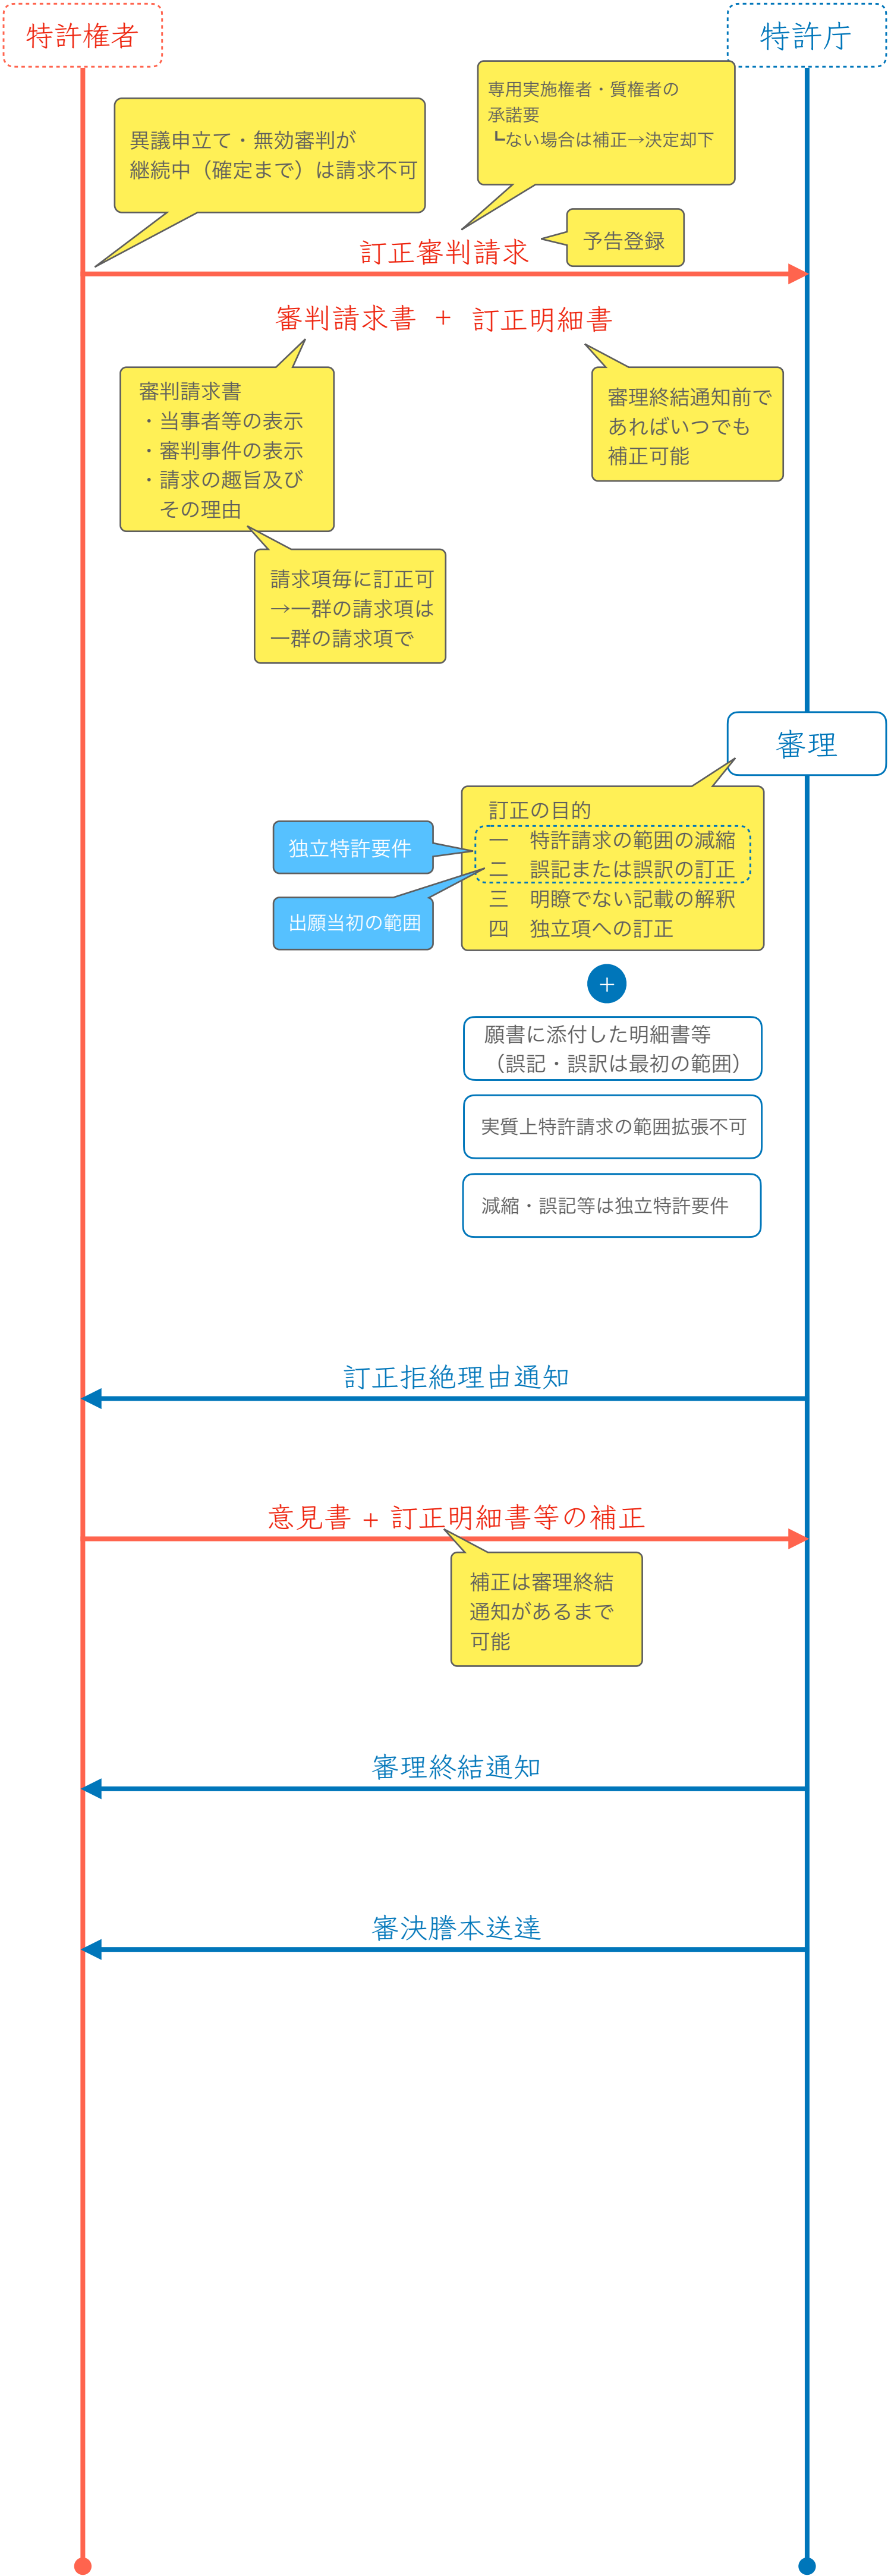 特許権者
特許庁
専用実施権者・質権者の
承諾要
┗ない場合は補正→決定却下
異議申立て・無効審判が
継続中（確定まで）は請求不可
予告登録
訂正審判請求
審判請求書 + 訂正明細書
審判請求書
・当事者等の表示
・審判事件の表示
・請求の趣旨及び
その理由
審理終結通知前で
あればいつでも
補正可能
請求項毎に訂正可
→一群の請求項は
一群の請求項で
審理
訂正の目的
一 特許請求の範囲の減縮
二 誤記または誤訳の訂正
三 明瞭でない記載の解釈
四 独立項への訂正
独立特許要件
出願当初の範囲
+
願書に添付した明細書等
（誤記・誤訳は最初の範囲）
実質上特許請求の範囲拡張不可
減縮・誤記等は独立特許要件
訂正拒絶理由通知
意見書 + 訂正明細書等の補正
補正は審理終結
通知があるまで
可能
審理終結通知
審決謄本送達